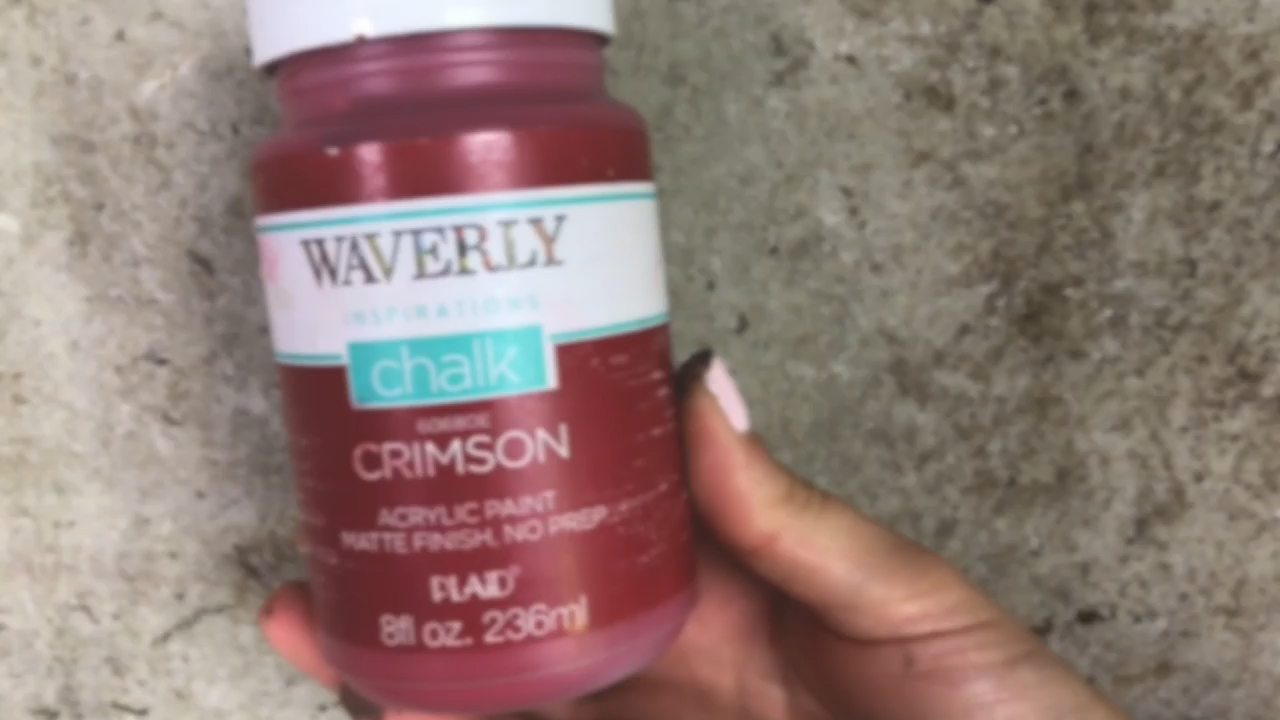 WAVERLY
INSPIRATIONS
chalk
CRIMSON
ACRYLIC PAINT
MATTE FINISH, NO PREP
PLAID
8fl oz. 236ml